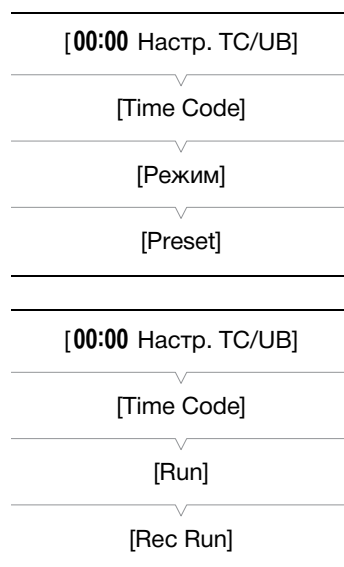 [00:00 Настр. TC/UB]
[Time Code]
[Режим]
[Preset]
[00:00 Настр. TC/UB]
[Time Code]
[Run]
[Rec Run]